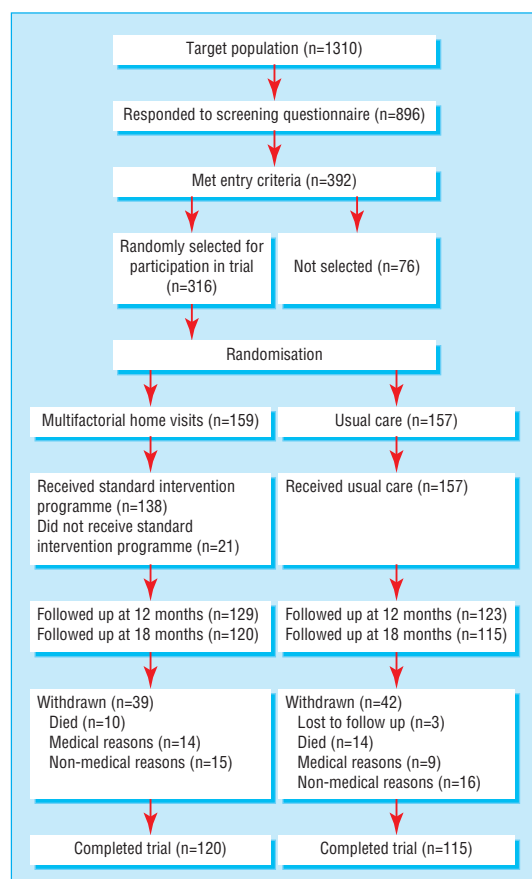 Target population (n=1310)
Responded to screening questionnaire (n=896)
Met entry criteria (n=392)
Randomly selected for
participation in trial
(n=316)
Not selected (n=76)
Randomisation
Multifactorial home visits (n=159)
Usual care (n=157)
Received standard intervention
programme (n=138)
Did not receive standard
intervention programme (n=21)
Received usual care (n=157)
Followed up at 12 months (n=129)
Followed up at 18 months (n=120)
Followed up at 12 months (n=123)
Followed up at 18 months (n=115)
Withdrawn (n=39)
Died (n=10)
Medical reasons (n=14)
Non-medical reasons (n=15)
Withdrawn (n=42)
Lost to follow up (n=3)
Died (n=14)
Medical reasons (n=9)
Non-medical reasons (n=16)
Completed trial (n=120)
Completed trial (n=115)